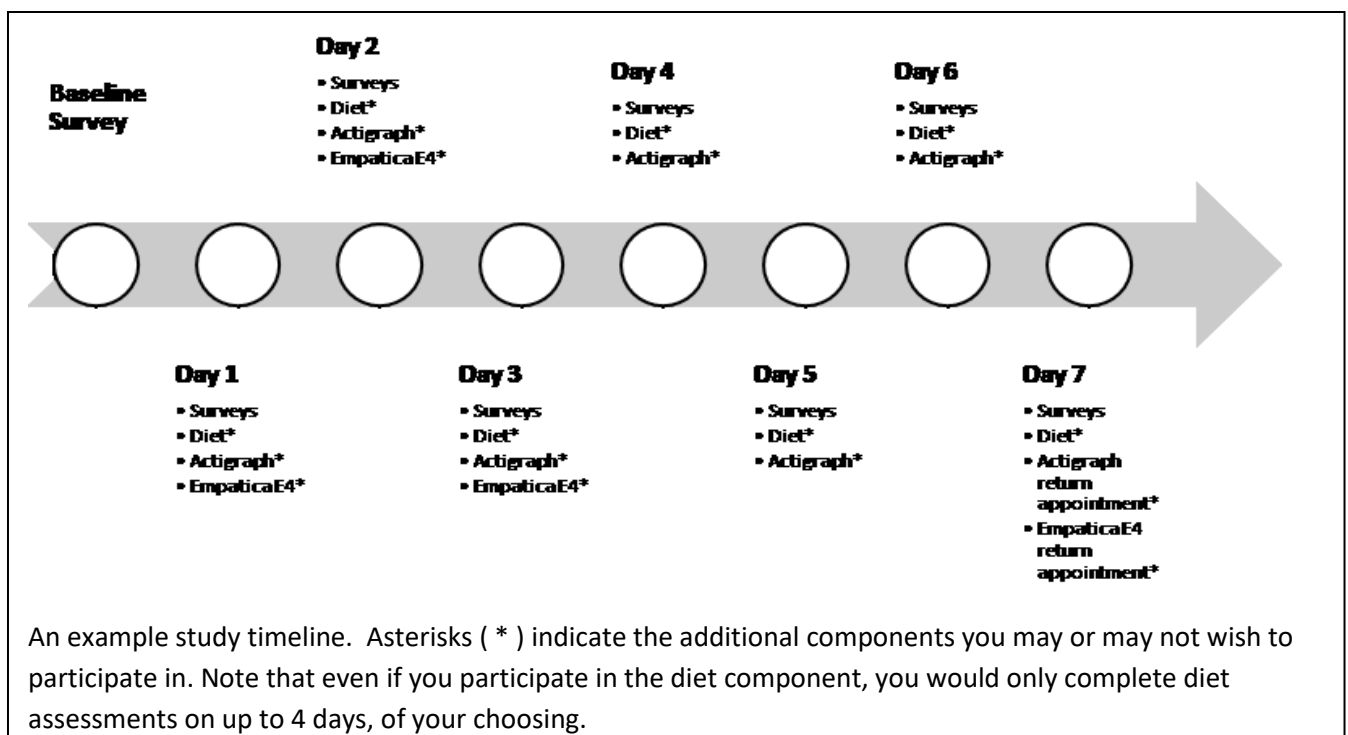 Baseline
Survey
Day 2
• Surveys
• Diet*
• Actigraph*
• EmpaticaE4*
Day 4
• Surveys
• Diet*
• Actigraph*
Day 6
• Surveys
• Diet*
• Actigraph*
Day 1
• Surveys
• Diet*
• Actigraph*
• EmpaticaE4*
Day 3
• Surveys
• Diet*
• Actigraph*
• EmpaticaE4*
Day 5
• Surveys
• Diet*
• Actigraph*
Day 7
• Surveys
• Diet*
• Actigraph
return
appointment*
• EmpaticaE4
return
appointment*
An example study timeline. Asterisks ( * ) indicate the additional components you may or may not wish to
participate in. Note that even if you participate in the diet component, you would only complete diet
assessments on up to 4 days, of your choosing.